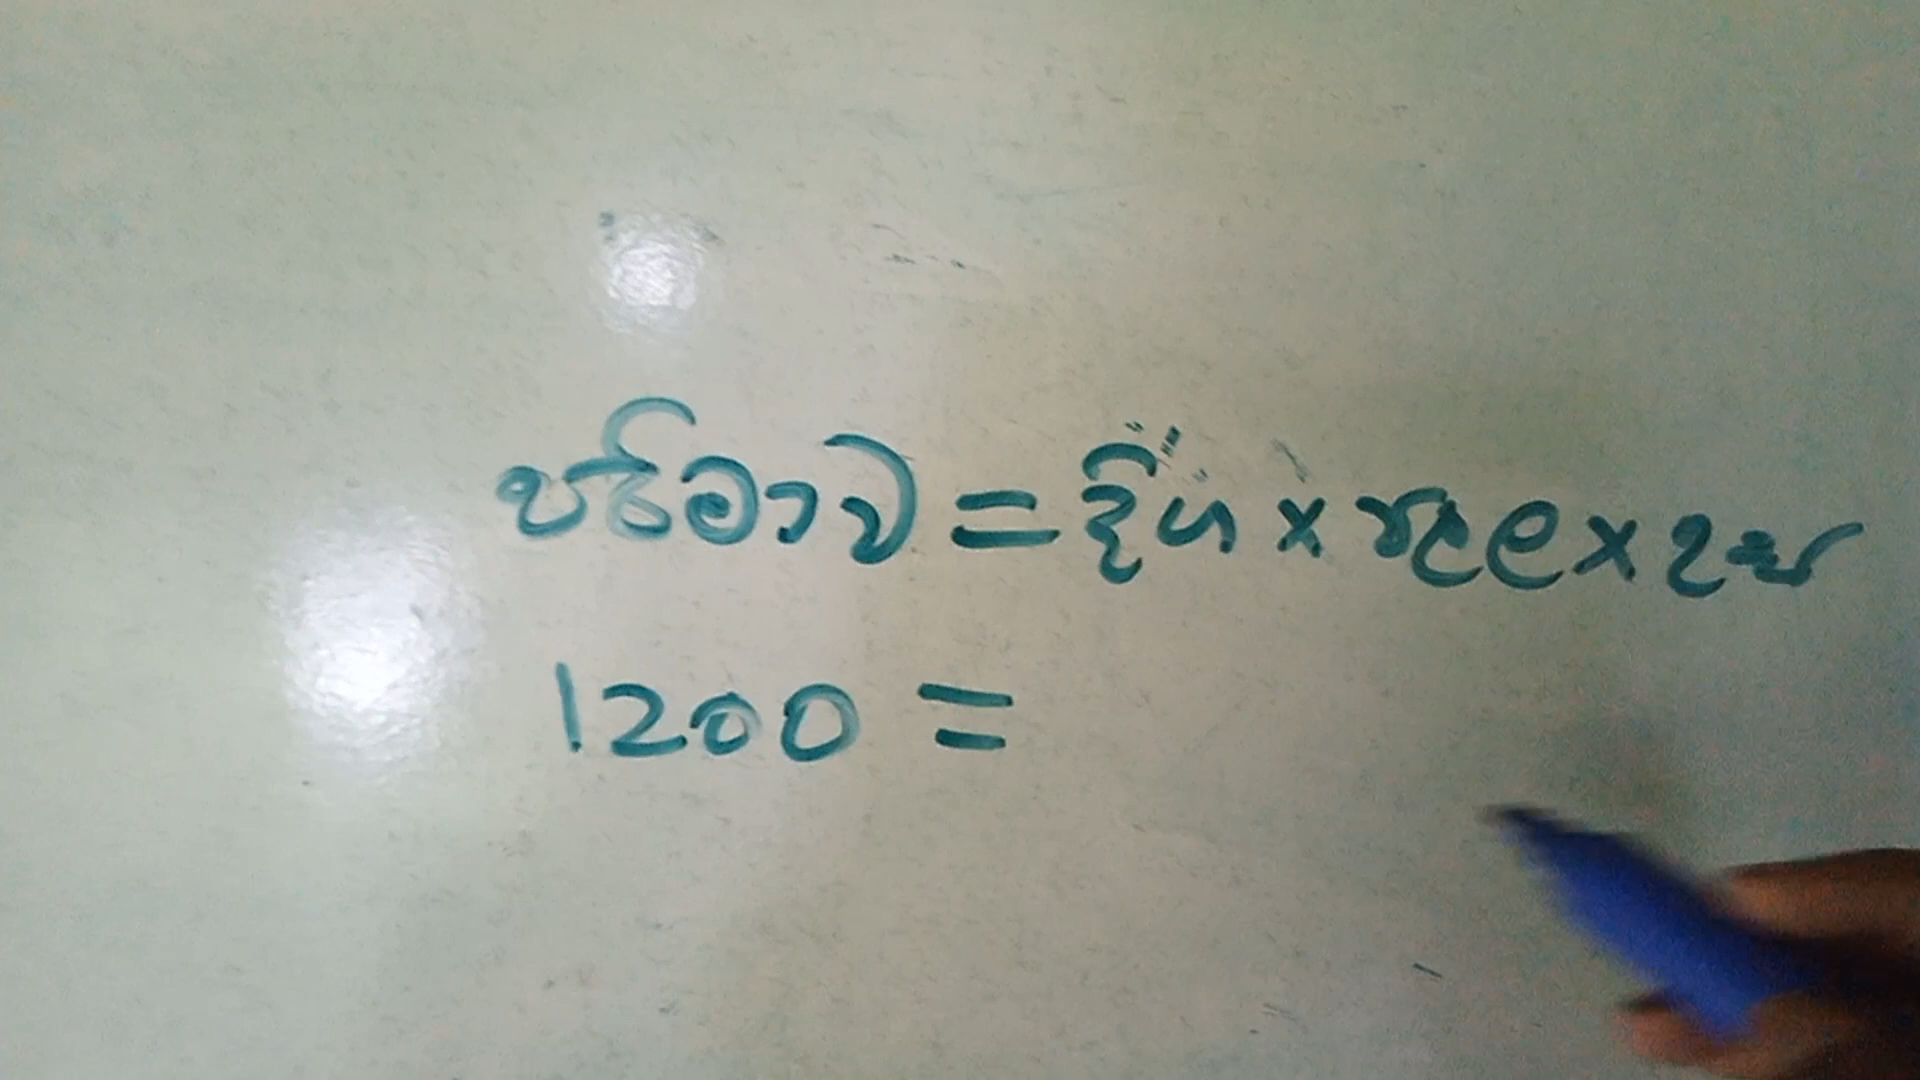 පරිමාව = දිග × පළල × උස
1200 =